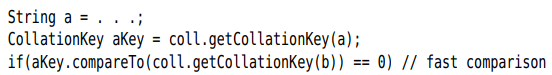 String a = . . .;
CollationKey aKey = coll.getCollationKey(a);
if(aKey.compareTo(coll.getCollationKey(b)) == 0) // fast comparison